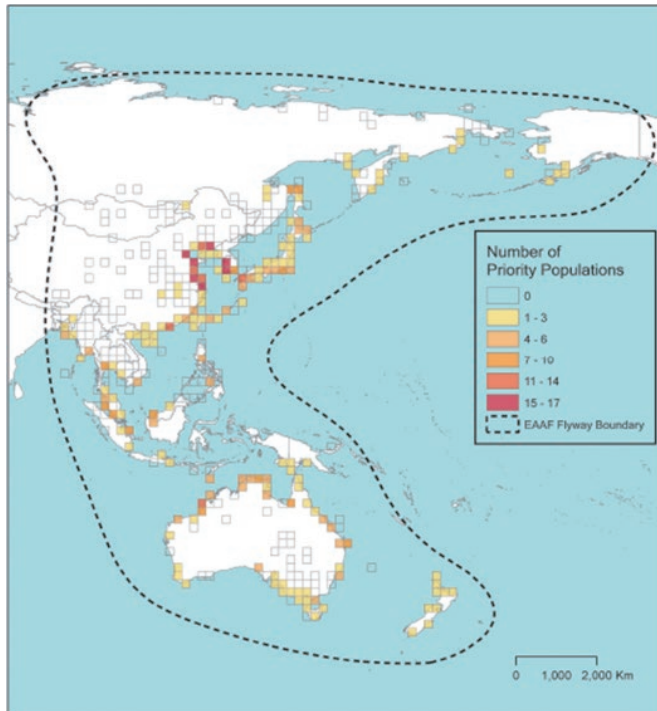 Number of
Priority Populations
0
1 - 3
4 - 6
7 - 10
11 - 14
15 - 17
EAAF Flyway Boundary
0 1,000 2,000 Km